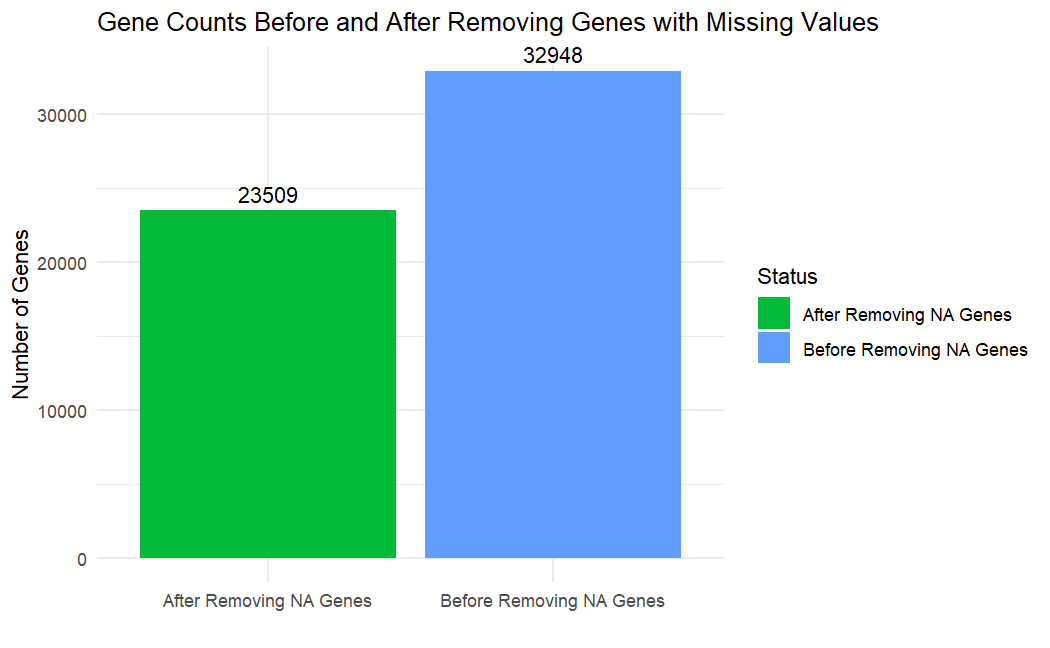 Gene Counts Before and After Removing Genes with Missing Values
32948
23509
30000
20000
10000
0
Number of Genes
After Removing NA Genes
Before Removing NA Genes
Status
After Removing NA Genes
Before Removing NA Genes